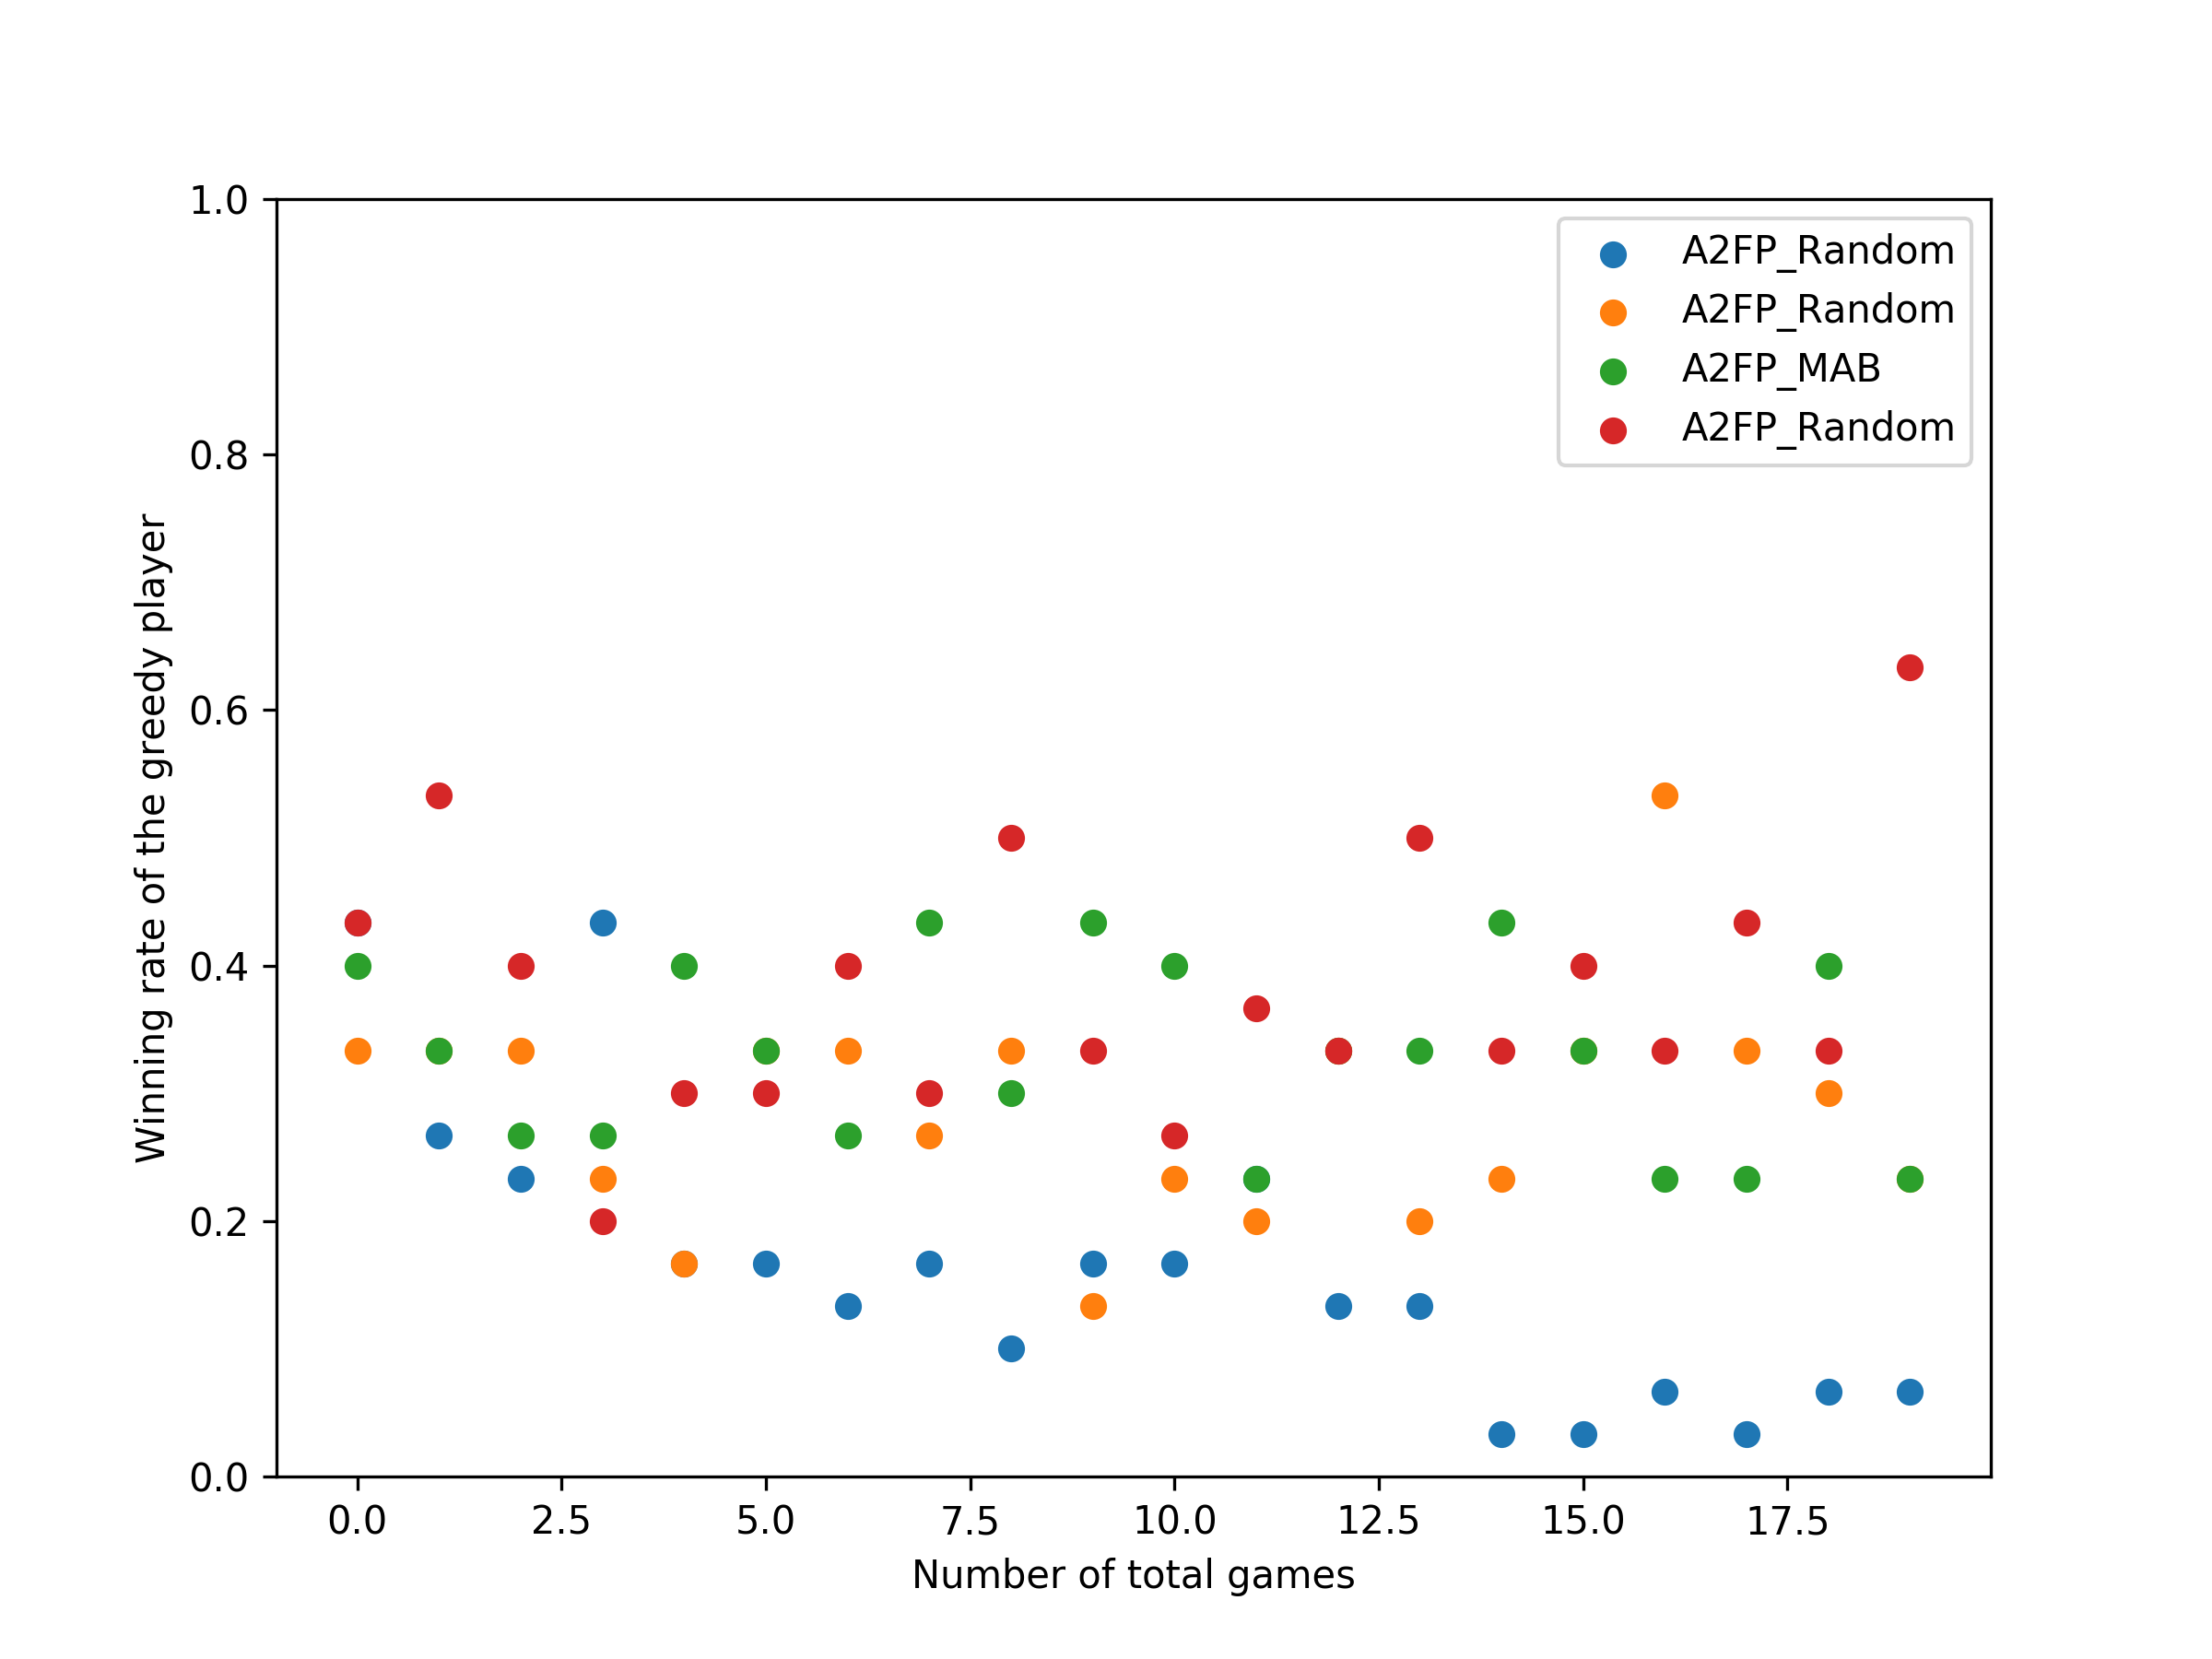 A2FP_Random
A2FP_Random
A2FP_MAB
A2FP_Random
Winning rate of the greedy player
1.0
0.8
0.6
0.4
0.2
0.0
0.0 2.5 5.0 7.5 10.0 12.5 15.0 17.5
Number of total games